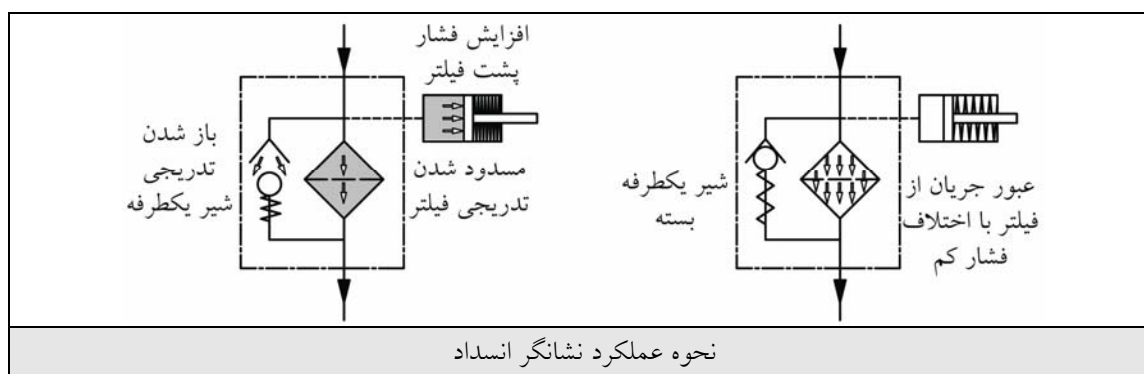 افزایش فشار
پشت فیلتر
باز شدن
تدریجی
شیر یکطرفه
مسدود شدن
تدریجی فیلتر
شیر یکطرفه
بسته
عبور جریان از
فیلتر با اختلاف
فشار کم
نحوه عملکرد نشانگر انسداد